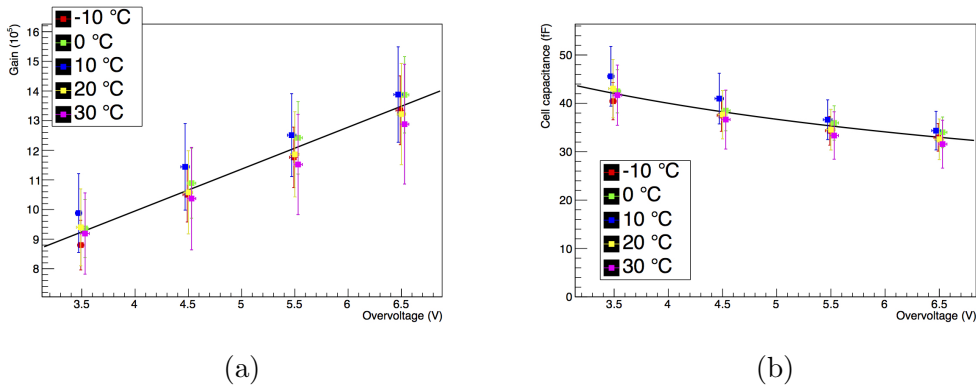 -10 °C
0 °C
10 °C
20 °C
30 °C
Gain (10⁵)
16
15
14
13
12
11
10
9
8
3.5 4 4.5 5 5.5 6 6.5
Overvoltage (V)
(a)
Cell capacitance (fF)
50
40
30
20
10
0
-10 °C
0 °C
10 °C
20 °C
30 °C
3.5 4 4.5 5 5.5 6 6.5
Overvoltage (V)
(b)